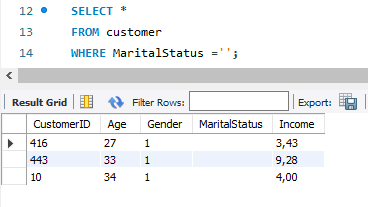 12 SELECT *
13 FROM customer
14 WHERE MaritalStatus ='';
Result Grid Filter Rows: Export:
CustomerID Age Gender MaritalStatus Income
416 27 1 3,43
443 33 1 9,28
10 34 1 4,00